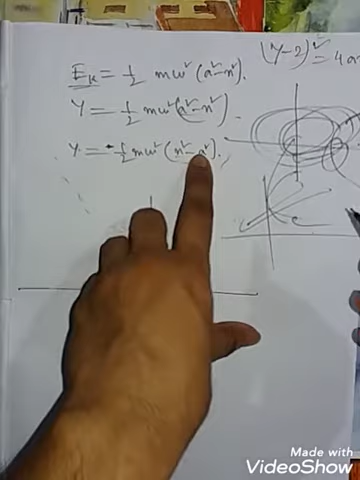 E_K = 1/2 mω² (a²-x²).
(y-2)² = 4a
Y = 1/2 mω² (a²-x²).
Y = -1/2 mω² (x²-a²).
Made with
VideoShow